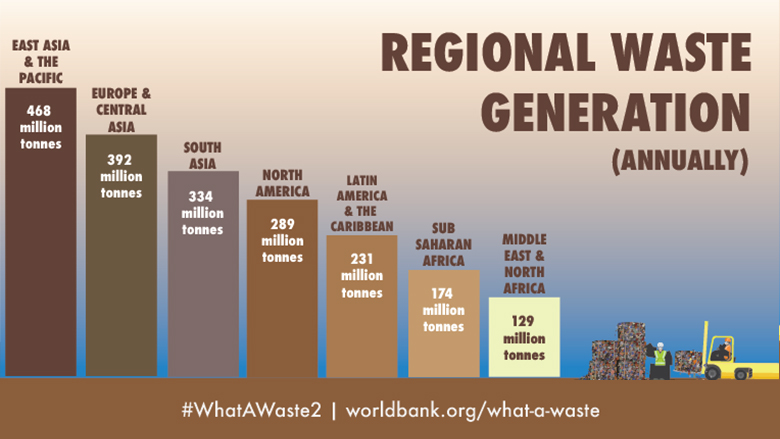 REGIONAL WASTE
GENERATION
(ANNUALLY)
EAST ASIA
& THE
PACIFIC
468
million
tonnes
EUROPE &
CENTRAL
ASIA
392
million
tonnes
SOUTH
ASIA
334
million
tonnes
NORTH
AMERICA
289
million
tonnes
LATIN
AMERICA
& THE
CARIBBEAN
231
million
tonnes
SUB
SAHARAN
AFRICA
174
million
tonnes
MIDDLE
EAST &
NORTH
AFRICA
129
million
tonnes
#WhatAWaste2 | worldbank.org/what-a-waste